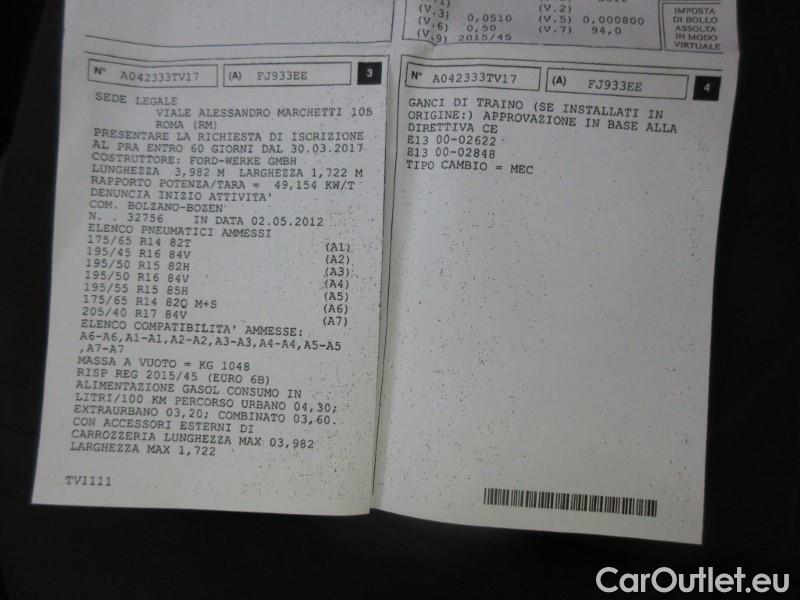 (V.3) 0,0510
(V.6) 0,50
(V.9) 2015/45
(V.2)
(V.5) 0,000800
(V.7) 94,0
IMPOSTA
DI BOLLO
ASSOLTA
IN MODO
VIRTUALE
N° A042333TV17 (A) FJ933EE 3
SEDE LEGALE
VIALE ALESSANDRO MARCHETTI 105
ROMA (RM)
PRESENTARE LA RICHIESTA DI ISCRIZIONE
AL PRA ENTRO 60 GIORNI DAL 30.03.2017
COSTRUTTORE: FORD-WERKE GMBH
LUNGHEZZA 3,982 M LARGHEZZA 1,722 M
RAPPORTO POTENZA/TARA = 49,154 KW/T
DENUNCIA INIZIO ATTIVITA'
COM. BOLZANO-BOZEN
N. . 32756 IN DATA 02.05.2012
ELENCO PNEUMATICI AMMESSI
175/65 R14 82T (A1)
195/45 R16 84V (A2)
195/50 R15 82H (A3)
195/50 R16 84V (A4)
195/55 R15 85H (A5)
175/65 R14 82Q M+S (A6)
205/40 R17 84V (A7)
ELENCO COMPATIBILITA' AMMESSE:
A6-A6,A1-A1,A2-A2,A3-A3,A4-A4,A5-A5
,A7-A7
MASSA A VUOTO = KG 1048
RISP REG 2015/45 (EURO 6B)
ALIMENTAZIONE GASOL CONSUMO IN
LITRI/100 KM PERCORSO URBANO 04,30;
EXTRAURBANO 03,20; COMBINATO 03,60.
CON ACCESSORI ESTERNI DI
CARROZZERIA LUNGHEZZA MAX 03,982
LARGHEZZA MAX 1,722
TV1111
N° A042333TV17 (A) FJ933EE 4
GANCI DI TRAINO (SE INSTALLATI IN
ORIGINE:) APPROVAZIONE IN BASE ALLA
DIRETTIVA CE
E13 00-02622
E13 00-02848
TIPO CAMBIO = MEC
CarOutlet.eu